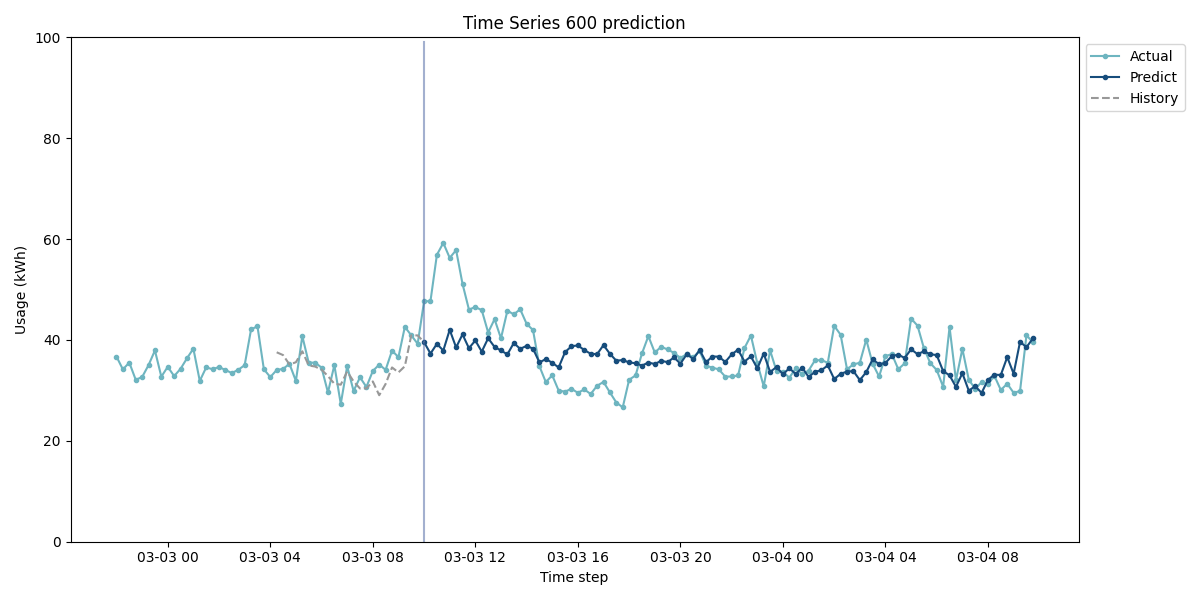 Time Series 600 prediction
Usage (kWh)
100
80
60
40
20
0
03-03 00
03-03 04
03-03 08
03-03 12
03-03 16
03-03 20
03-04 00
03-04 04
03-04 08
Time step
Actual
Predict
History